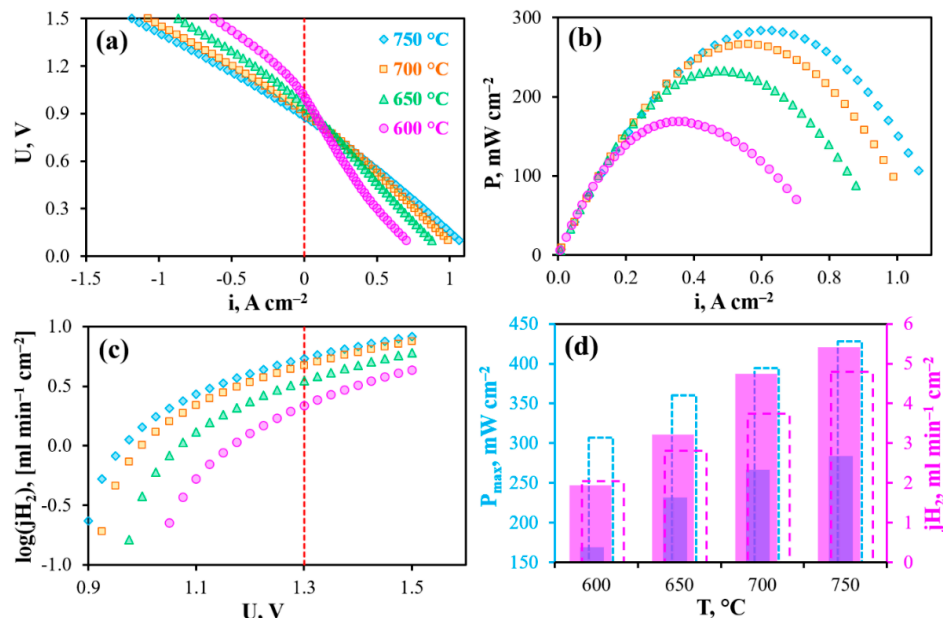 (a)
750 °C
700 °C
650 °C
600 °C
U, V
1.5
1.2
0.9
0.6
0.3
0.0
-1.5 -1 -0.5 0 0.5 1
i, A cm⁻²
(b)
P, mW cm⁻²
300
200
100
0
0.0 0.2 0.4 0.6 0.8 1.0
i, A cm⁻²
(c)
log(jH₂), [ml min⁻¹ cm⁻²]
1.0
0.5
0.0
-0.5
-1.0
0.9 1.1 1.3 1.5
U, V
(d)
Pmax, mW cm⁻²
450
400
350
300
250
200
150
600 650 700 750
T, °C
6
5
4
3
2
1
0
jH₂, ml min⁻¹ cm⁻²